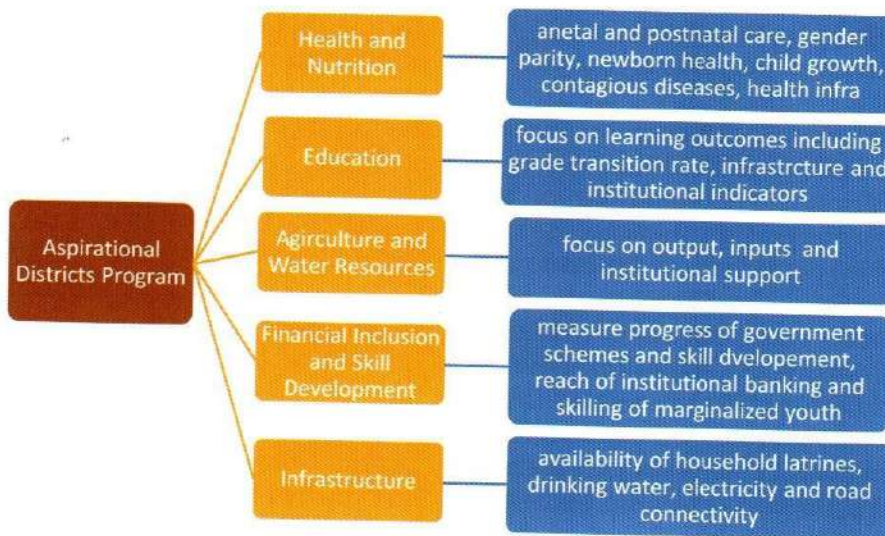 Aspirational
Districts Program
Health and
Nutrition
anetal and postnatal care, gender
parity, newborn health, child growth,
contagious diseases, health infra
Education
focus on learning outcomes including
grade transition rate, infrastrcture and
institutional indicators
Agirculture and
Water Resources
focus on output, inputs and
institutional support
Financial Inclusion
and Skill
Development
measure progress of government
schemes and skill dvelopement,
reach of institutional banking and
skilling of marginalized youth
Infrastructure
availability of household latrines,
drinking water, electricity and road
connectivity